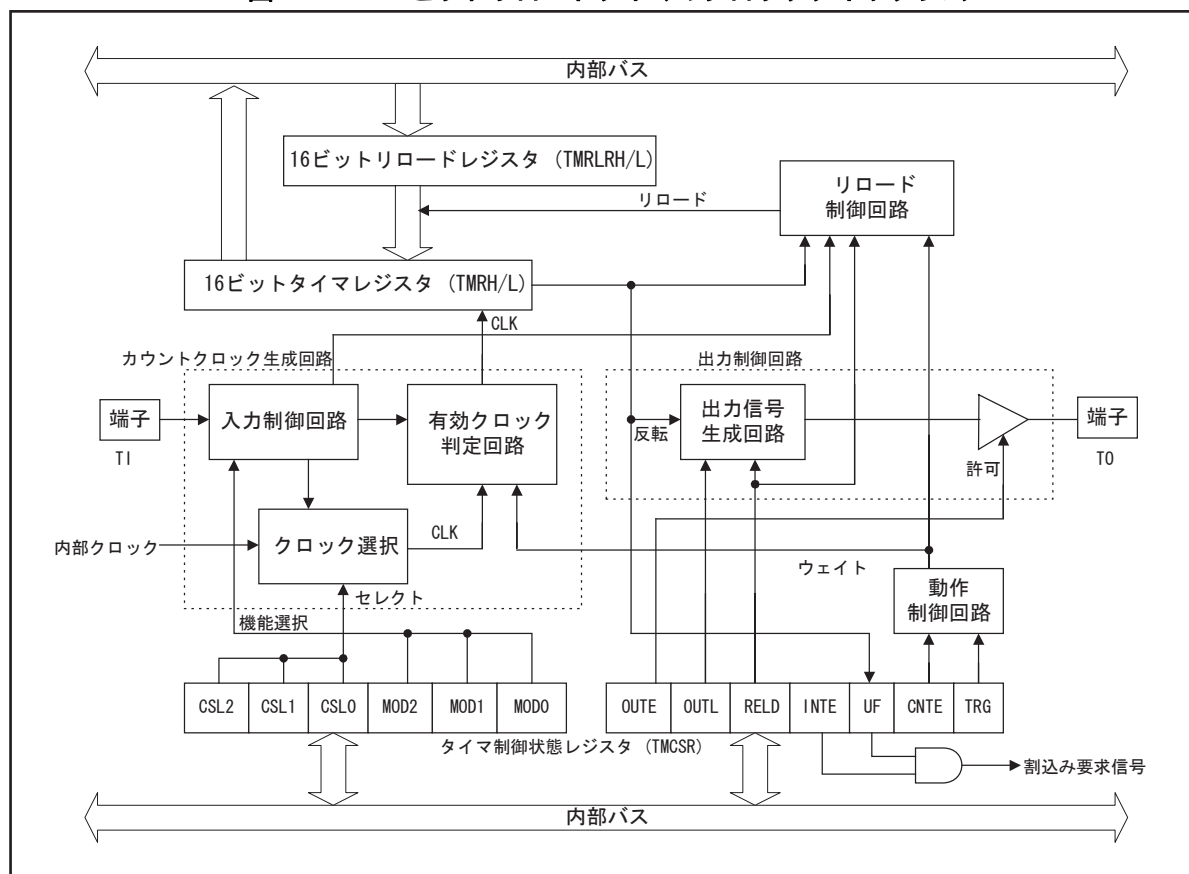 内部バス
16ビットリロードレジスタ (TMRLRH/L)
リロード
制御回路
リロード
16ビットタイマレジスタ (TMRH/L)
CLK
カウントクロック生成回路
出力制御回路
端子
TI
入力制御回路
有効クロック
判定回路
反転
出力信号
生成回路
許可
端子
TO
内部クロック
クロック選択
CLK
ウェイト
動作
制御回路
セレクト
機能選択
CSL2 CSL1 CSL0 MOD2 MOD1 MOD0
OUTE OUTL RELD INTE UF CNTE TRG
タイマ制御状態レジスタ (TMCSR)
割込み要求信号
内部バス